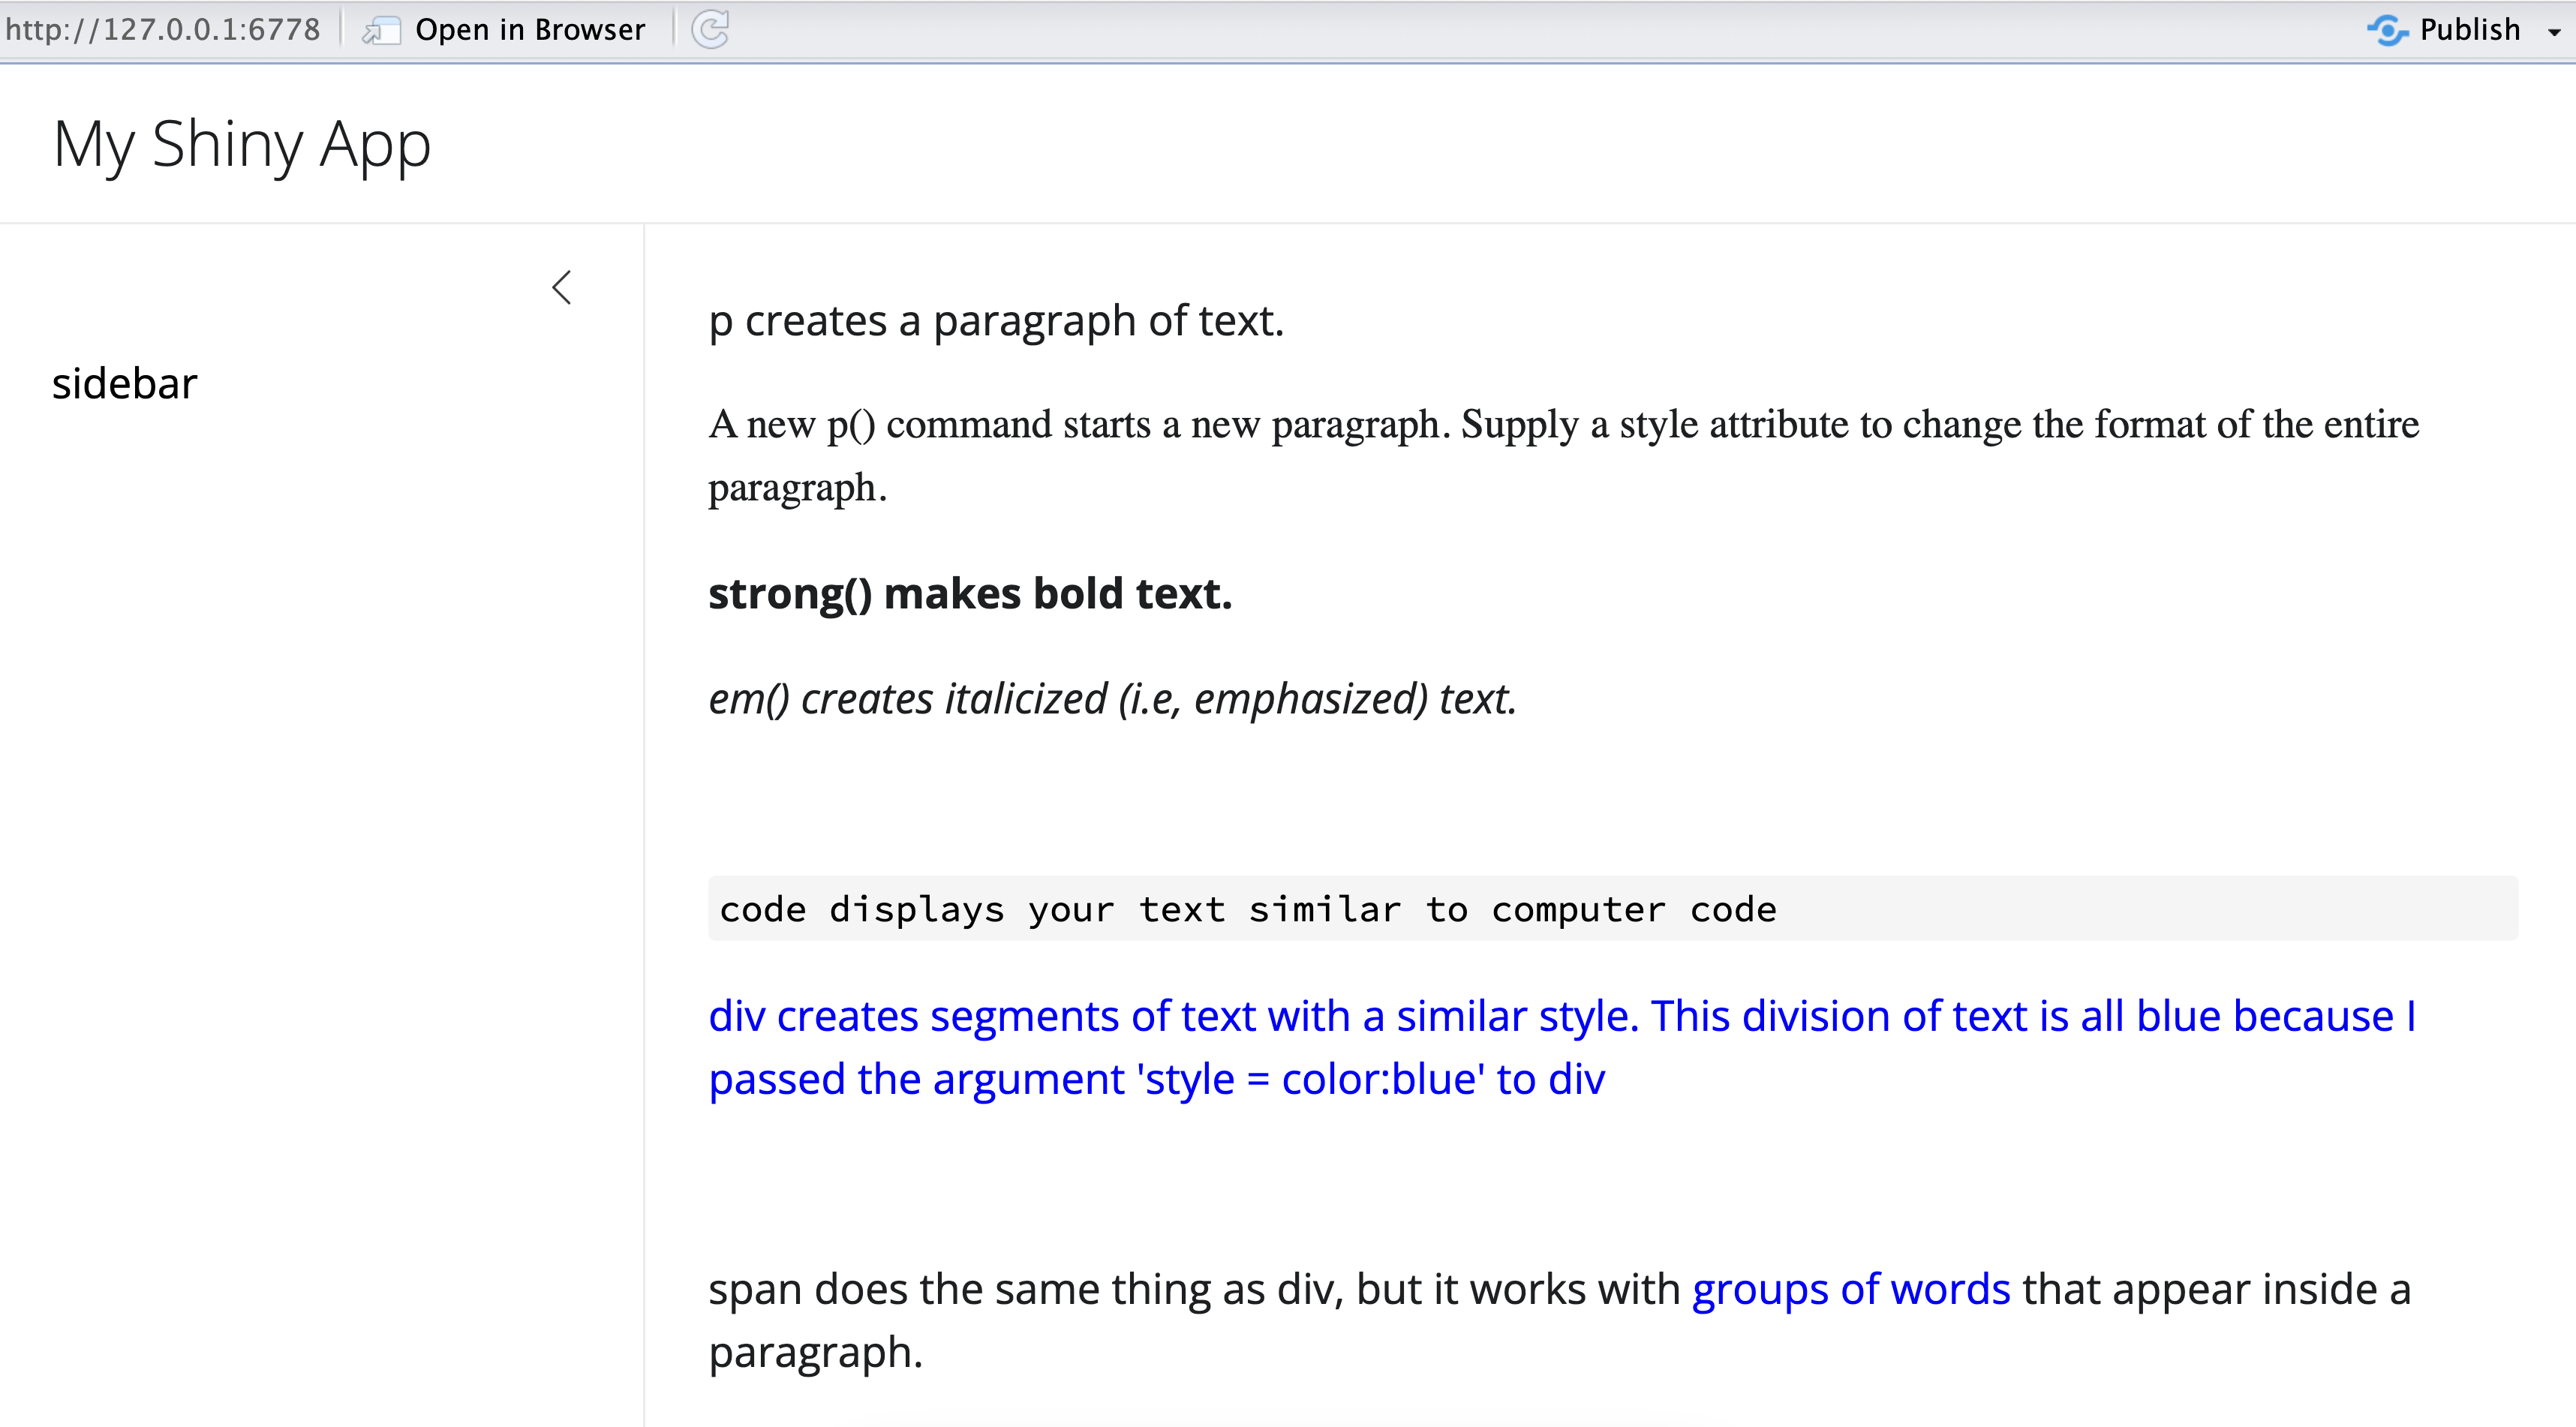 http://127.0.0.1:6778 Open in Browser Publish
My Shiny App
sidebar
p creates a paragraph of text.
A new p() command starts a new paragraph. Supply a style attribute to change the format of the entire
paragraph.
strong() makes bold text.
em() creates italicized (i.e, emphasized) text.
code displays your text similar to computer code
div creates segments of text with a similar style. This division of text is all blue because I
passed the argument 'style = color:blue' to div
span does the same thing as div, but it works with groups of words that appear inside a
paragraph.